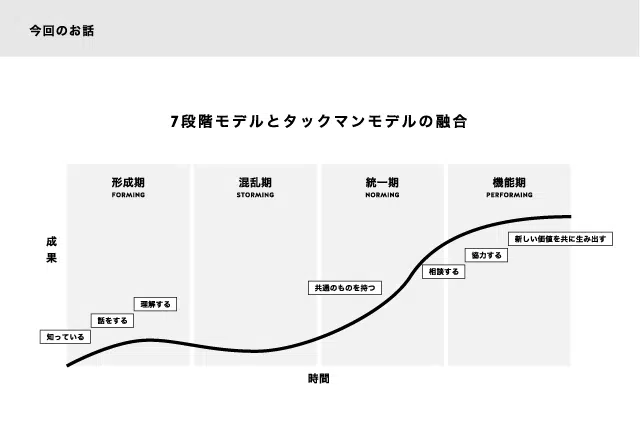 今回のお話
7段階モデルとタックマンモデルの融合
形成期
FORMING
混乱期
STORMING
統一期
NORMING
機能期
PERFORMING
成果
新しい価値を共に生み出す
協力する
相談する
共通のものを持つ
理解する
話をする
知っている
時間